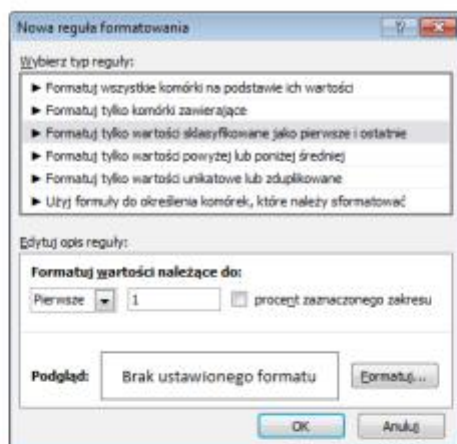 Nowa reguła formatowania
Wybierz typ reguły:
► Formatuj wszystkie komórki na podstawie ich wartości
► Formatuj tylko komórki zawierające
► Formatuj tylko wartości sklasyfikowane jako pierwsze i ostatnie
► Formatuj tylko wartości powyżej lub poniżej średniej
► Formatuj tylko wartości unikatowe lub zduplikowane
► Użyj formuły do określenia komórek, które należy sformatować
Edytuj opis reguły:
Formatuj wartości należące do:
Pierwsze 1 procent zaznaczonego zakresu
Podgląd: Brak ustawionego formatu Formatuj...
OK Anuluj